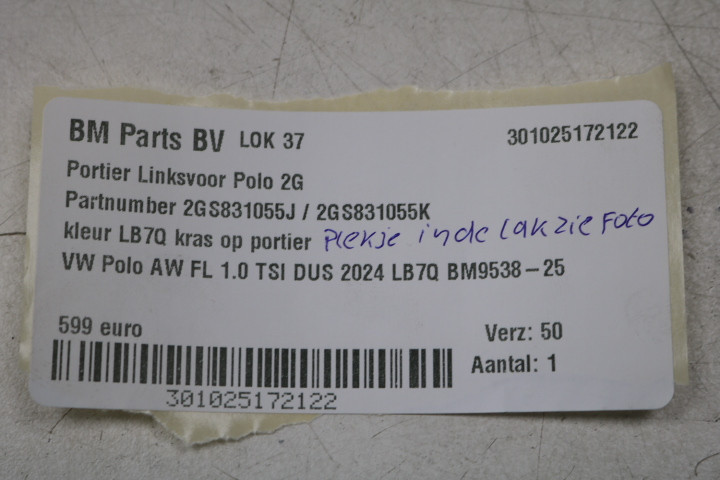 BM Parts BV LOK 37 301025172122
Portier Linksvoor Polo 2G
Partnumber 2GS831055J / 2GS831055K
kleur LB7Q kras op portier Plekje in de lak zie Foto
VW Polo AW FL 1.0 TSI DUS 2024 LB7Q BM9538-25
599 euro Verz: 50
Aantal: 1
301025172122